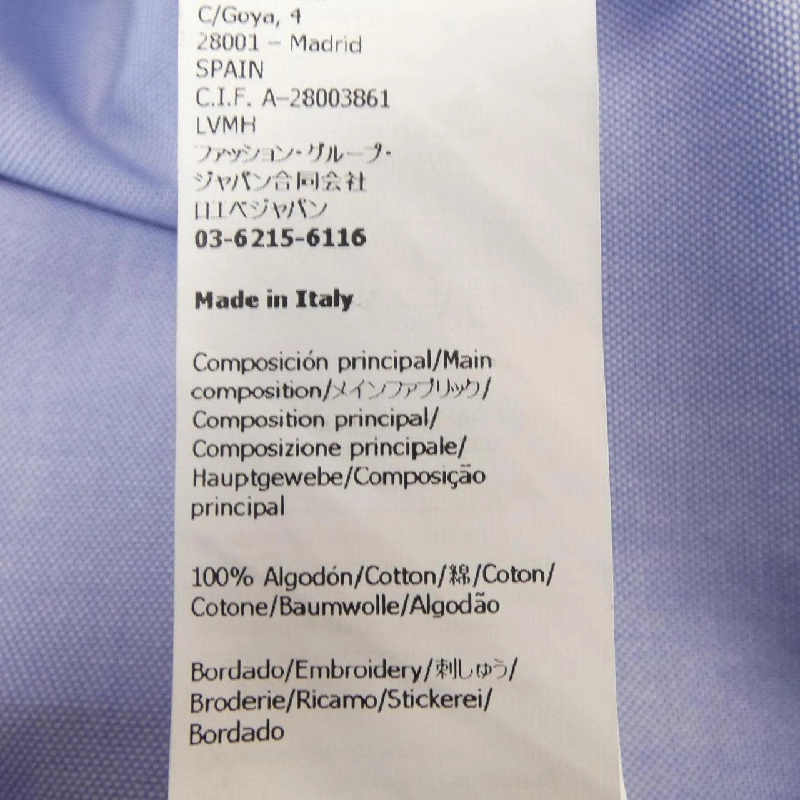 C/Goya, 4
28001 – Madrid
SPAIN
C.I.F. A–28003861
LVMH
ファッション・グループ・
ジャパン合同会社
ロエベジャパン
03-6215-6116
Made in Italy
Composición principal/Main
composition/メインファブリック/
Composition principal/
Composizione principale/
Hauptgewebe/Composição
principal
100% Algodón/Cotton/綿/Coton/
Cotone/Baumwolle/Algodão
Bordado/Embroidery/刺しゅう/
Broderie/Ricamo/Stickerei/
Bordado